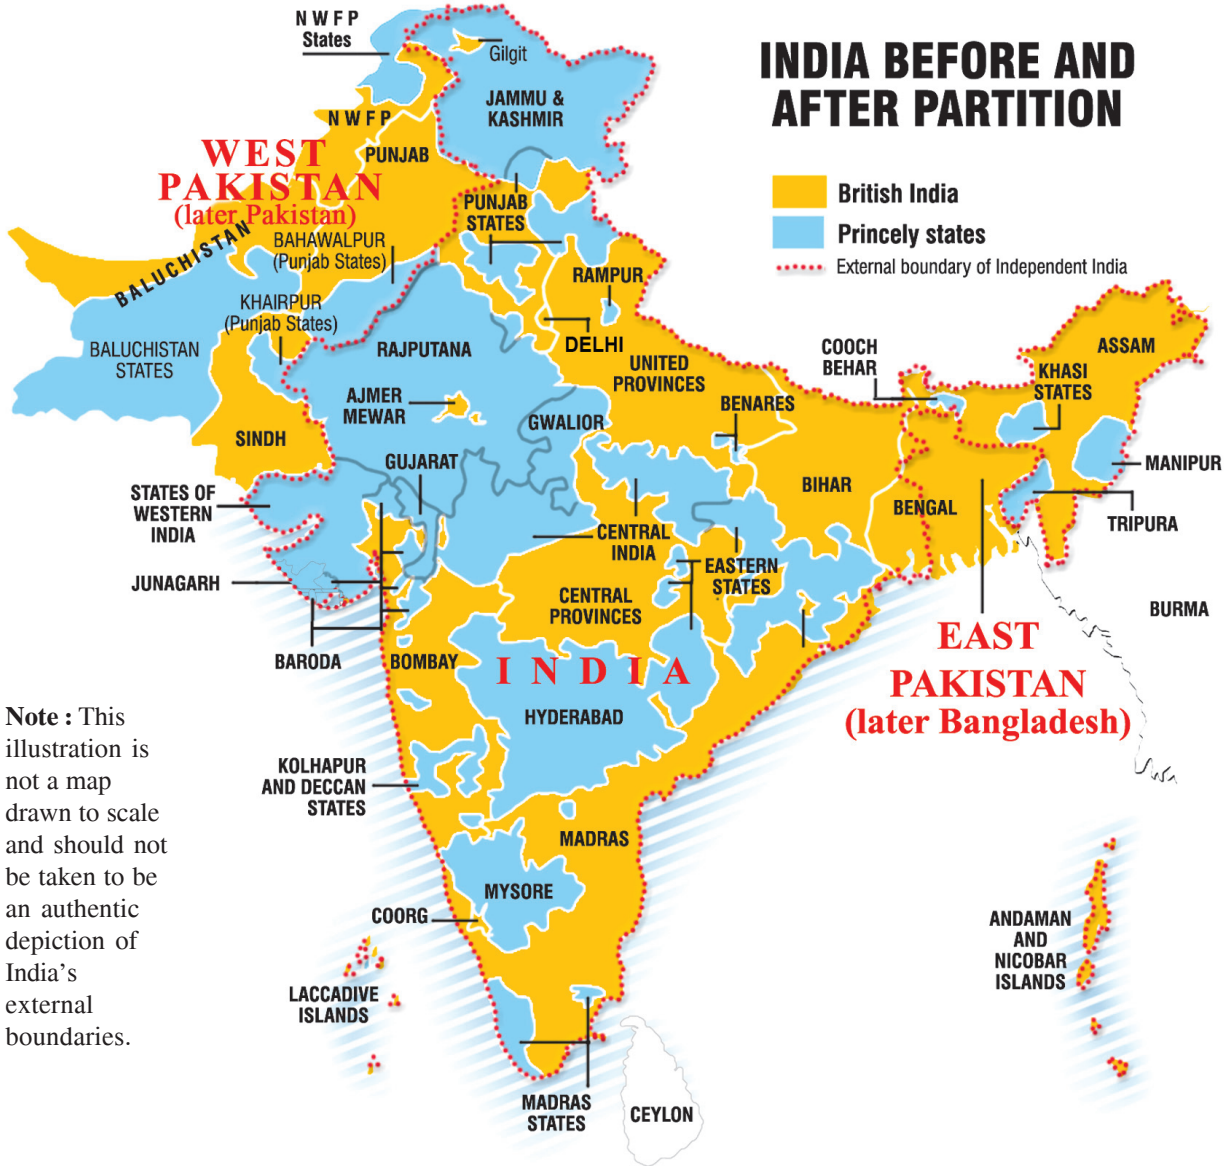 INDIA BEFORE AND
AFTER PARTITION
British India
Princely states
External boundary of Independent India
N W F P
States
Gilgit
JAMMU &
KASHMIR
N W F P
PUNJAB
WEST
PAKISTAN
(later Pakistan)
PUNJAB
STATES
BAHAWALPUR
(Punjab States)
BALUCHISTAN
KHAIRPUR
(Punjab States)
BALUCHISTAN
STATES
RAMPUR
DELHI
RAJPUTANA
UNITED
PROVINCES
COOCH
BEHAR
ASSAM
KHASI
STATES
AJMER
MEWAR
GWALIOR
BENARES
SINDH
GUJARAT
BIHAR
BENGAL
MANIPUR
TRIPURA
STATES OF
WESTERN
INDIA
CENTRAL
INDIA
EASTERN
STATES
JUNAGARH
CENTRAL
PROVINCES
BURMA
BARODA
BOMBAY
INDIA
EAST
PAKISTAN
(later Bangladesh)
HYDERABAD
KOLHAPUR
AND DECCAN
STATES
MADRAS
MYSORE
COORG
LACCADIVE
ISLANDS
ANDAMAN
AND
NICOBAR
ISLANDS
MADRAS
STATES
CEYLON
Note : This
illustration is
not a map
drawn to scale
and should not
be taken to be
an authentic
depiction of
India's
external
boundaries.